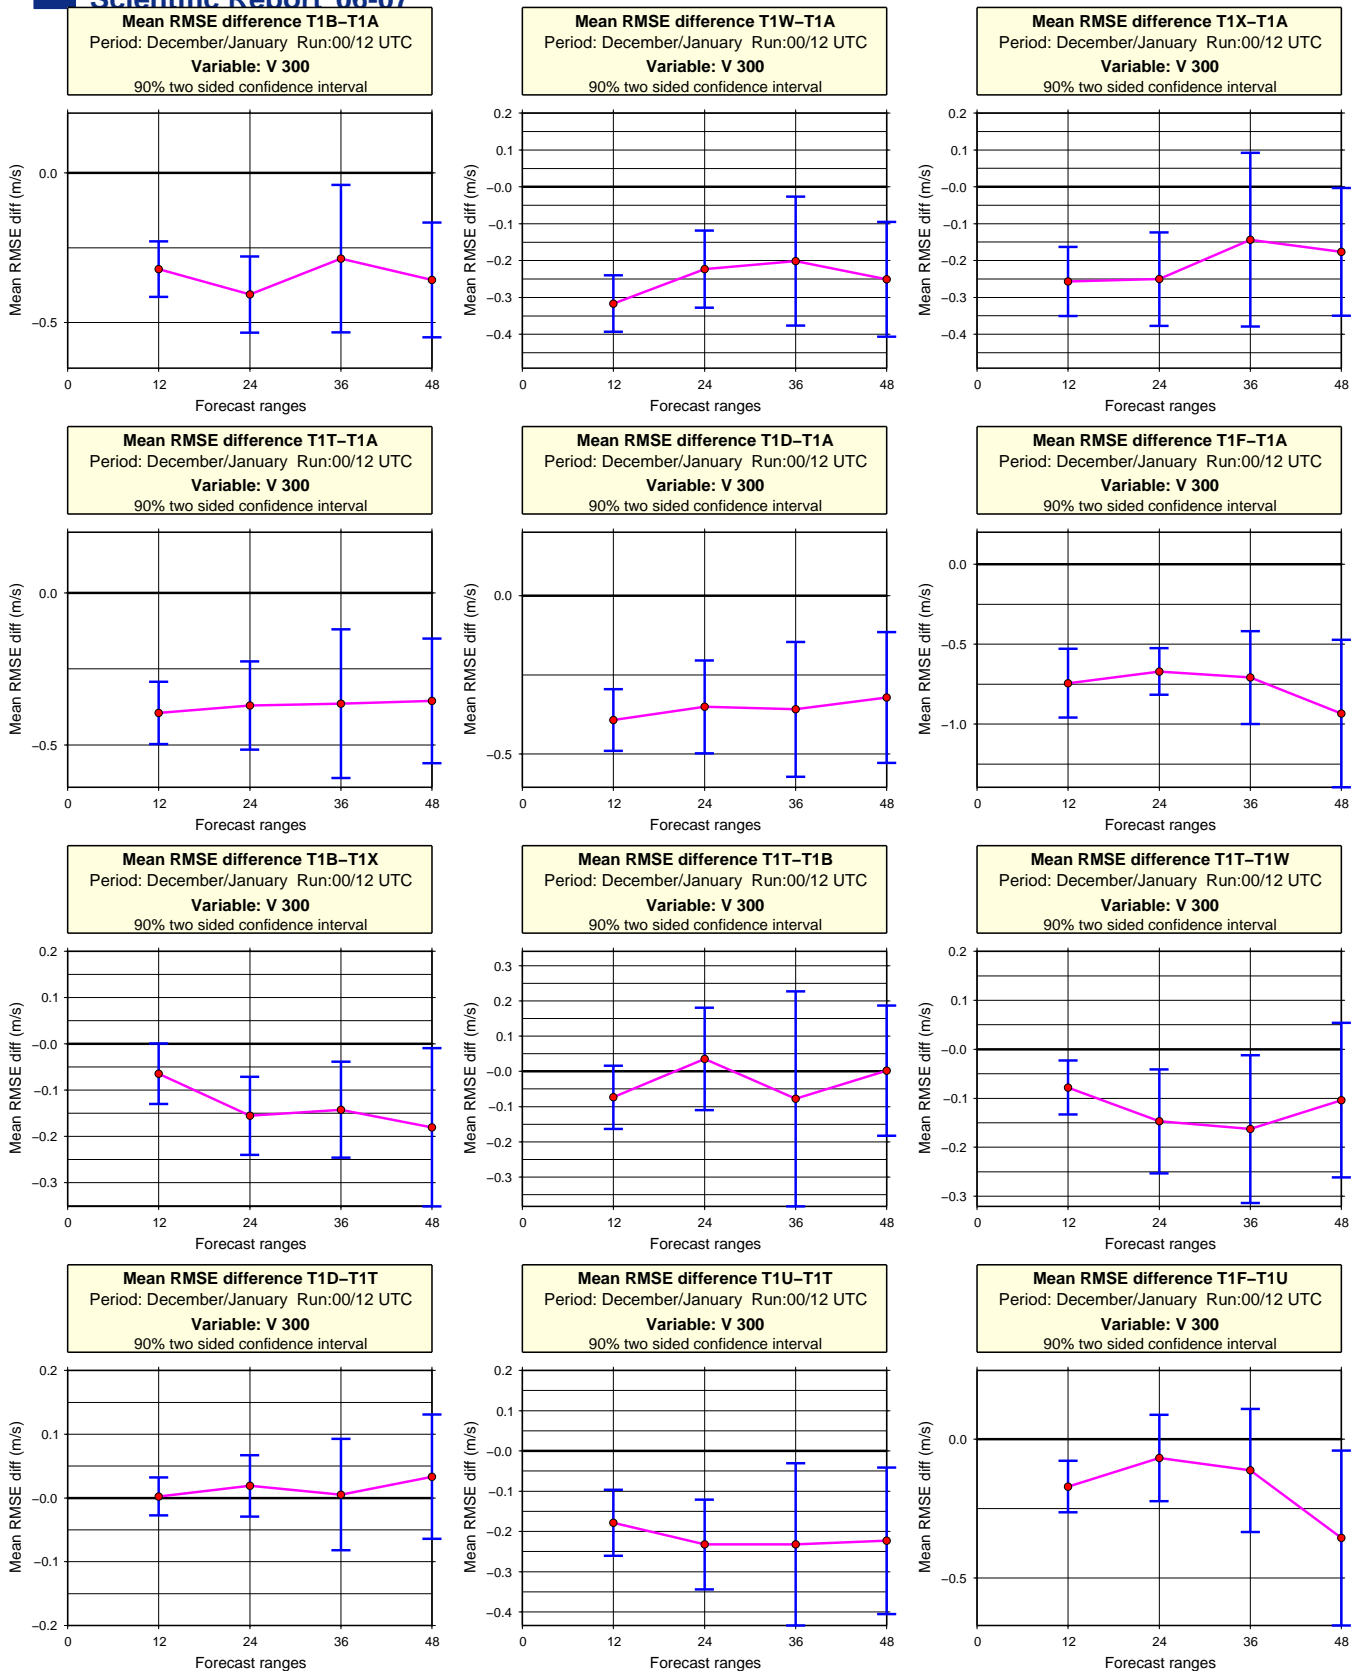 Scientific Report 06-07
Mean RMSE difference T1B–T1A
Period: December/January Run:00/12 UTC
Variable: V 300
90% two sided confidence interval
Mean RMSE diff (m/s)
0.0
–0.5
0 12 24 36 48
Forecast ranges
Mean RMSE difference T1W–T1A
Period: December/January Run:00/12 UTC
Variable: V 300
90% two sided confidence interval
Mean RMSE diff (m/s)
0.2
0.1
–0.0
–0.1
–0.2
–0.3
–0.4
0 12 24 36 48
Forecast ranges
Mean RMSE difference T1X–T1A
Period: December/January Run:00/12 UTC
Variable: V 300
90% two sided confidence interval
Mean RMSE diff (m/s)
0.2
0.1
–0.0
–0.1
–0.2
–0.3
–0.4
0 12 24 36 48
Forecast ranges
Mean RMSE difference T1T–T1A
Period: December/January Run:00/12 UTC
Variable: V 300
90% two sided confidence interval
Mean RMSE diff (m/s)
0.0
–0.5
0 12 24 36 48
Forecast ranges
Mean RMSE difference T1D–T1A
Period: December/January Run:00/12 UTC
Variable: V 300
90% two sided confidence interval
Mean RMSE diff (m/s)
0.0
–0.5
0 12 24 36 48
Forecast ranges
Mean RMSE difference T1F–T1A
Period: December/January Run:00/12 UTC
Variable: V 300
90% two sided confidence interval
Mean RMSE diff (m/s)
0.0
–0.5
–1.0
0 12 24 36 48
Forecast ranges
Mean RMSE difference T1B–T1X
Period: December/January Run:00/12 UTC
Variable: V 300
90% two sided confidence interval
Mean RMSE diff (m/s)
0.2
0.1
–0.0
–0.1
–0.2
–0.3
0 12 24 36 48
Forecast ranges
Mean RMSE difference T1T–T1B
Period: December/January Run:00/12 UTC
Variable: V 300
90% two sided confidence interval
Mean RMSE diff (m/s)
0.3
0.2
0.1
–0.0
–0.1
–0.2
–0.3
0 12 24 36 48
Forecast ranges
Mean RMSE difference T1T–T1W
Period: December/January Run:00/12 UTC
Variable: V 300
90% two sided confidence interval
Mean RMSE diff (m/s)
0.2
0.1
–0.0
–0.1
–0.2
–0.3
0 12 24 36 48
Forecast ranges
Mean RMSE difference T1D–T1T
Period: December/January Run:00/12 UTC
Variable: V 300
90% two sided confidence interval
Mean RMSE diff (m/s)
0.2
0.1
–0.0
–0.1
–0.2
0 12 24 36 48
Forecast ranges
Mean RMSE difference T1U–T1T
Period: December/January Run:00/12 UTC
Variable: V 300
90% two sided confidence interval
Mean RMSE diff (m/s)
0.2
0.1
–0.0
–0.1
–0.2
–0.3
–0.4
0 12 24 36 48
Forecast ranges
Mean RMSE difference T1F–T1U
Period: December/January Run:00/12 UTC
Variable: V 300
90% two sided confidence interval
Mean RMSE diff (m/s)
0.0
–0.5
0 12 24 36 48
Forecast ranges